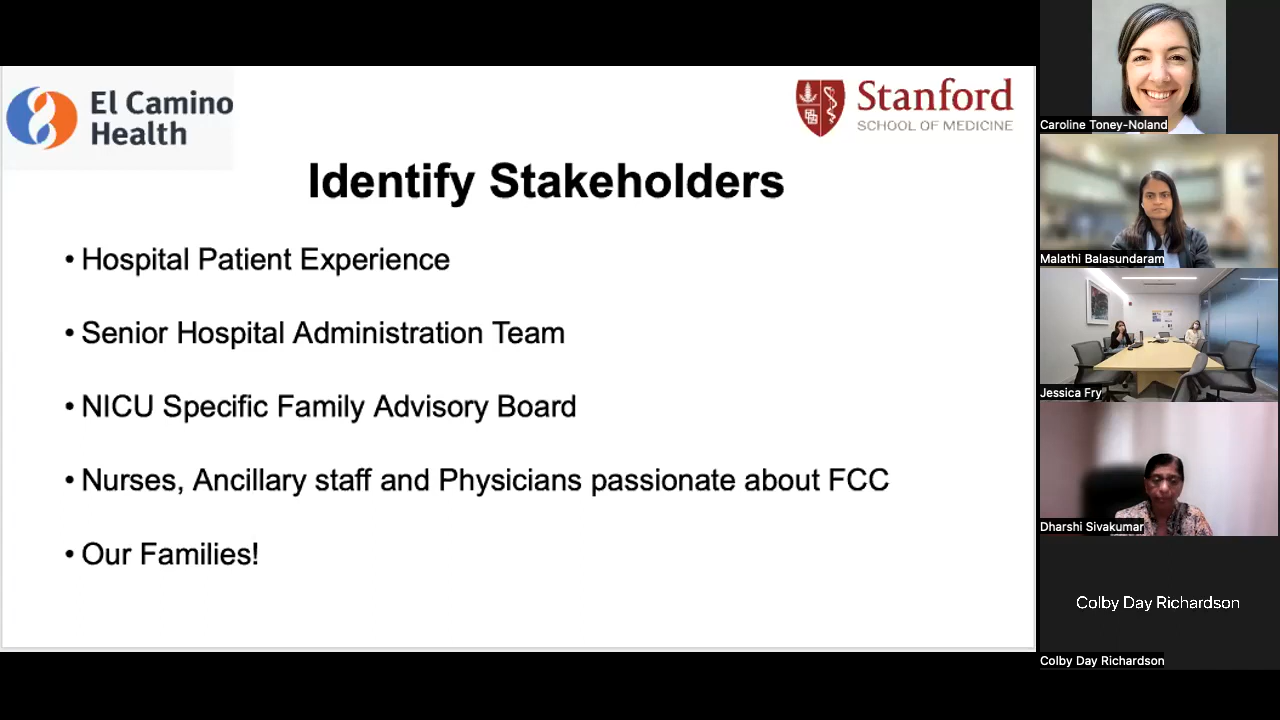 El Camino
Health
Stanford
SCHOOL OF MEDICINE
Identify Stakeholders
• Hospital Patient Experience
• Senior Hospital Administration Team
• NICU Specific Family Advisory Board
• Nurses, Ancillary staff and Physicians passionate about FCC
• Our Families!
Caroline Toney-Noland
Malathi Balasundaram
Jessica Fry
Dharshi Sivakumar
Colby Day Richardson
Colby Day Richardson